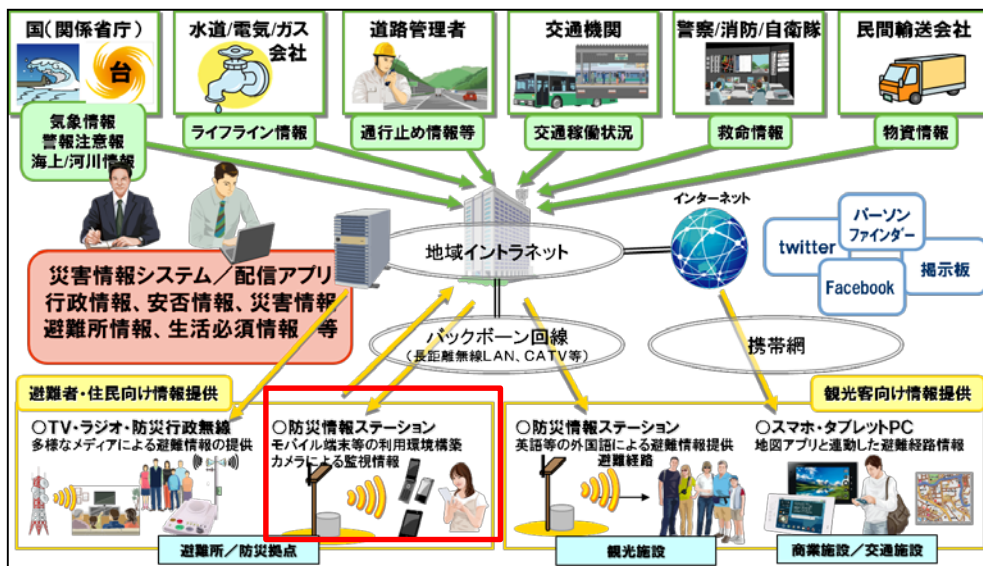 国(関係省庁)
台
水道/電気/ガス
会社
道路管理者
交通機関
警察/消防/自衛隊
民間輸送会社
気象情報
警報注意報
海上/河川情報
ライフライン情報
通行止め情報等
交通稼働状況
救命情報
物資情報
地域イントラネット
インターネット
パーソン
ファインダー
twitter
掲示板
Facebook
災害情報システム/配信アプリ
行政情報、安否情報、災害情報
避難所情報、生活必須情報 等
バックボーン回線
(長距離無線LAN、CATV等)
携帯網
避難者・住民向け情報提供
観光客向け情報提供
○TV・ラジオ・防災行政無線
多様なメディアによる避難情報の提供
○防災情報ステーション
モバイル端末等の利用環境構築
カメラによる監視情報
○防災情報ステーション
英語等の外国語による避難情報提供
避難経路
○スマホ・タブレットPC
地図アプリと連動した避難経路情報
避難所/防災拠点
観光施設
商業施設/交通施設